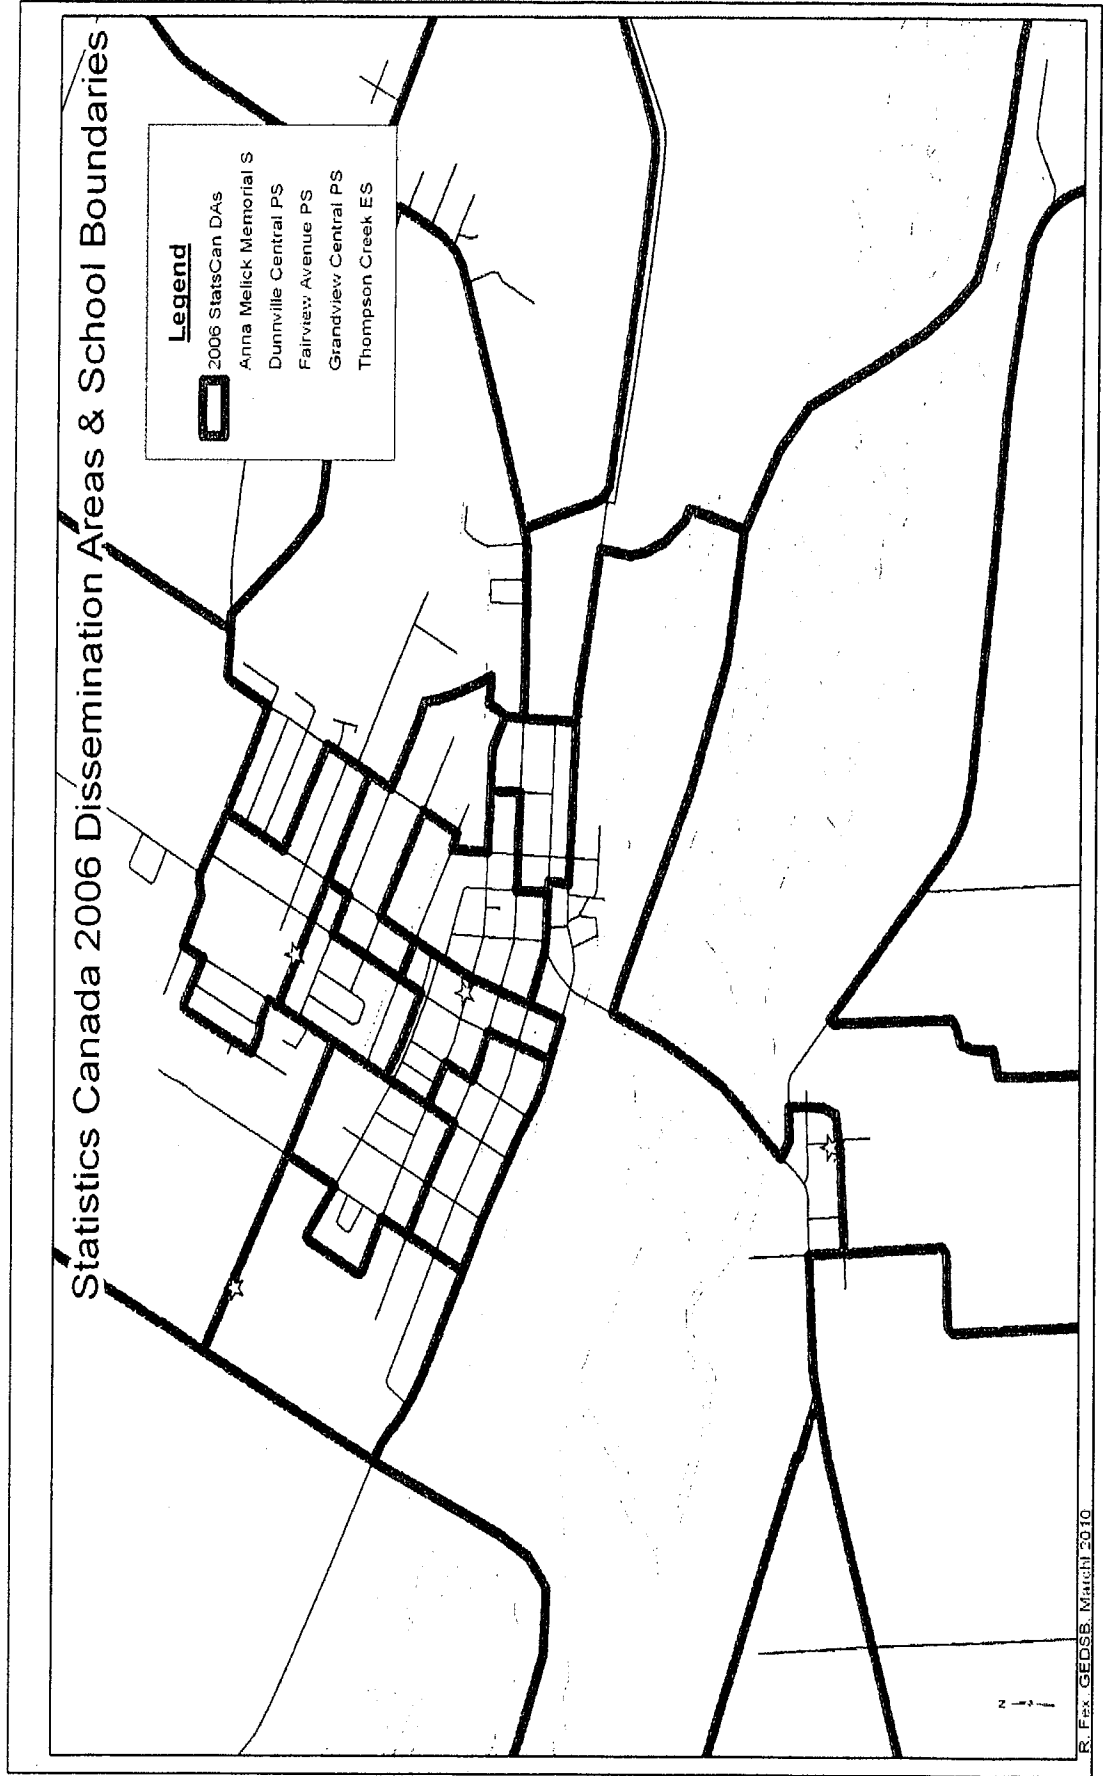 Statistics Canada 2006 Dissemination Areas & School Boundaries
Legend
2006 StatsCan DAs
Anna Melick Memorial S
Dunnville Central PS
Fairview Avenue PS
Grandview Central PS
Thompson Creek ES
N
R. Fex, GEDSB, March 2010